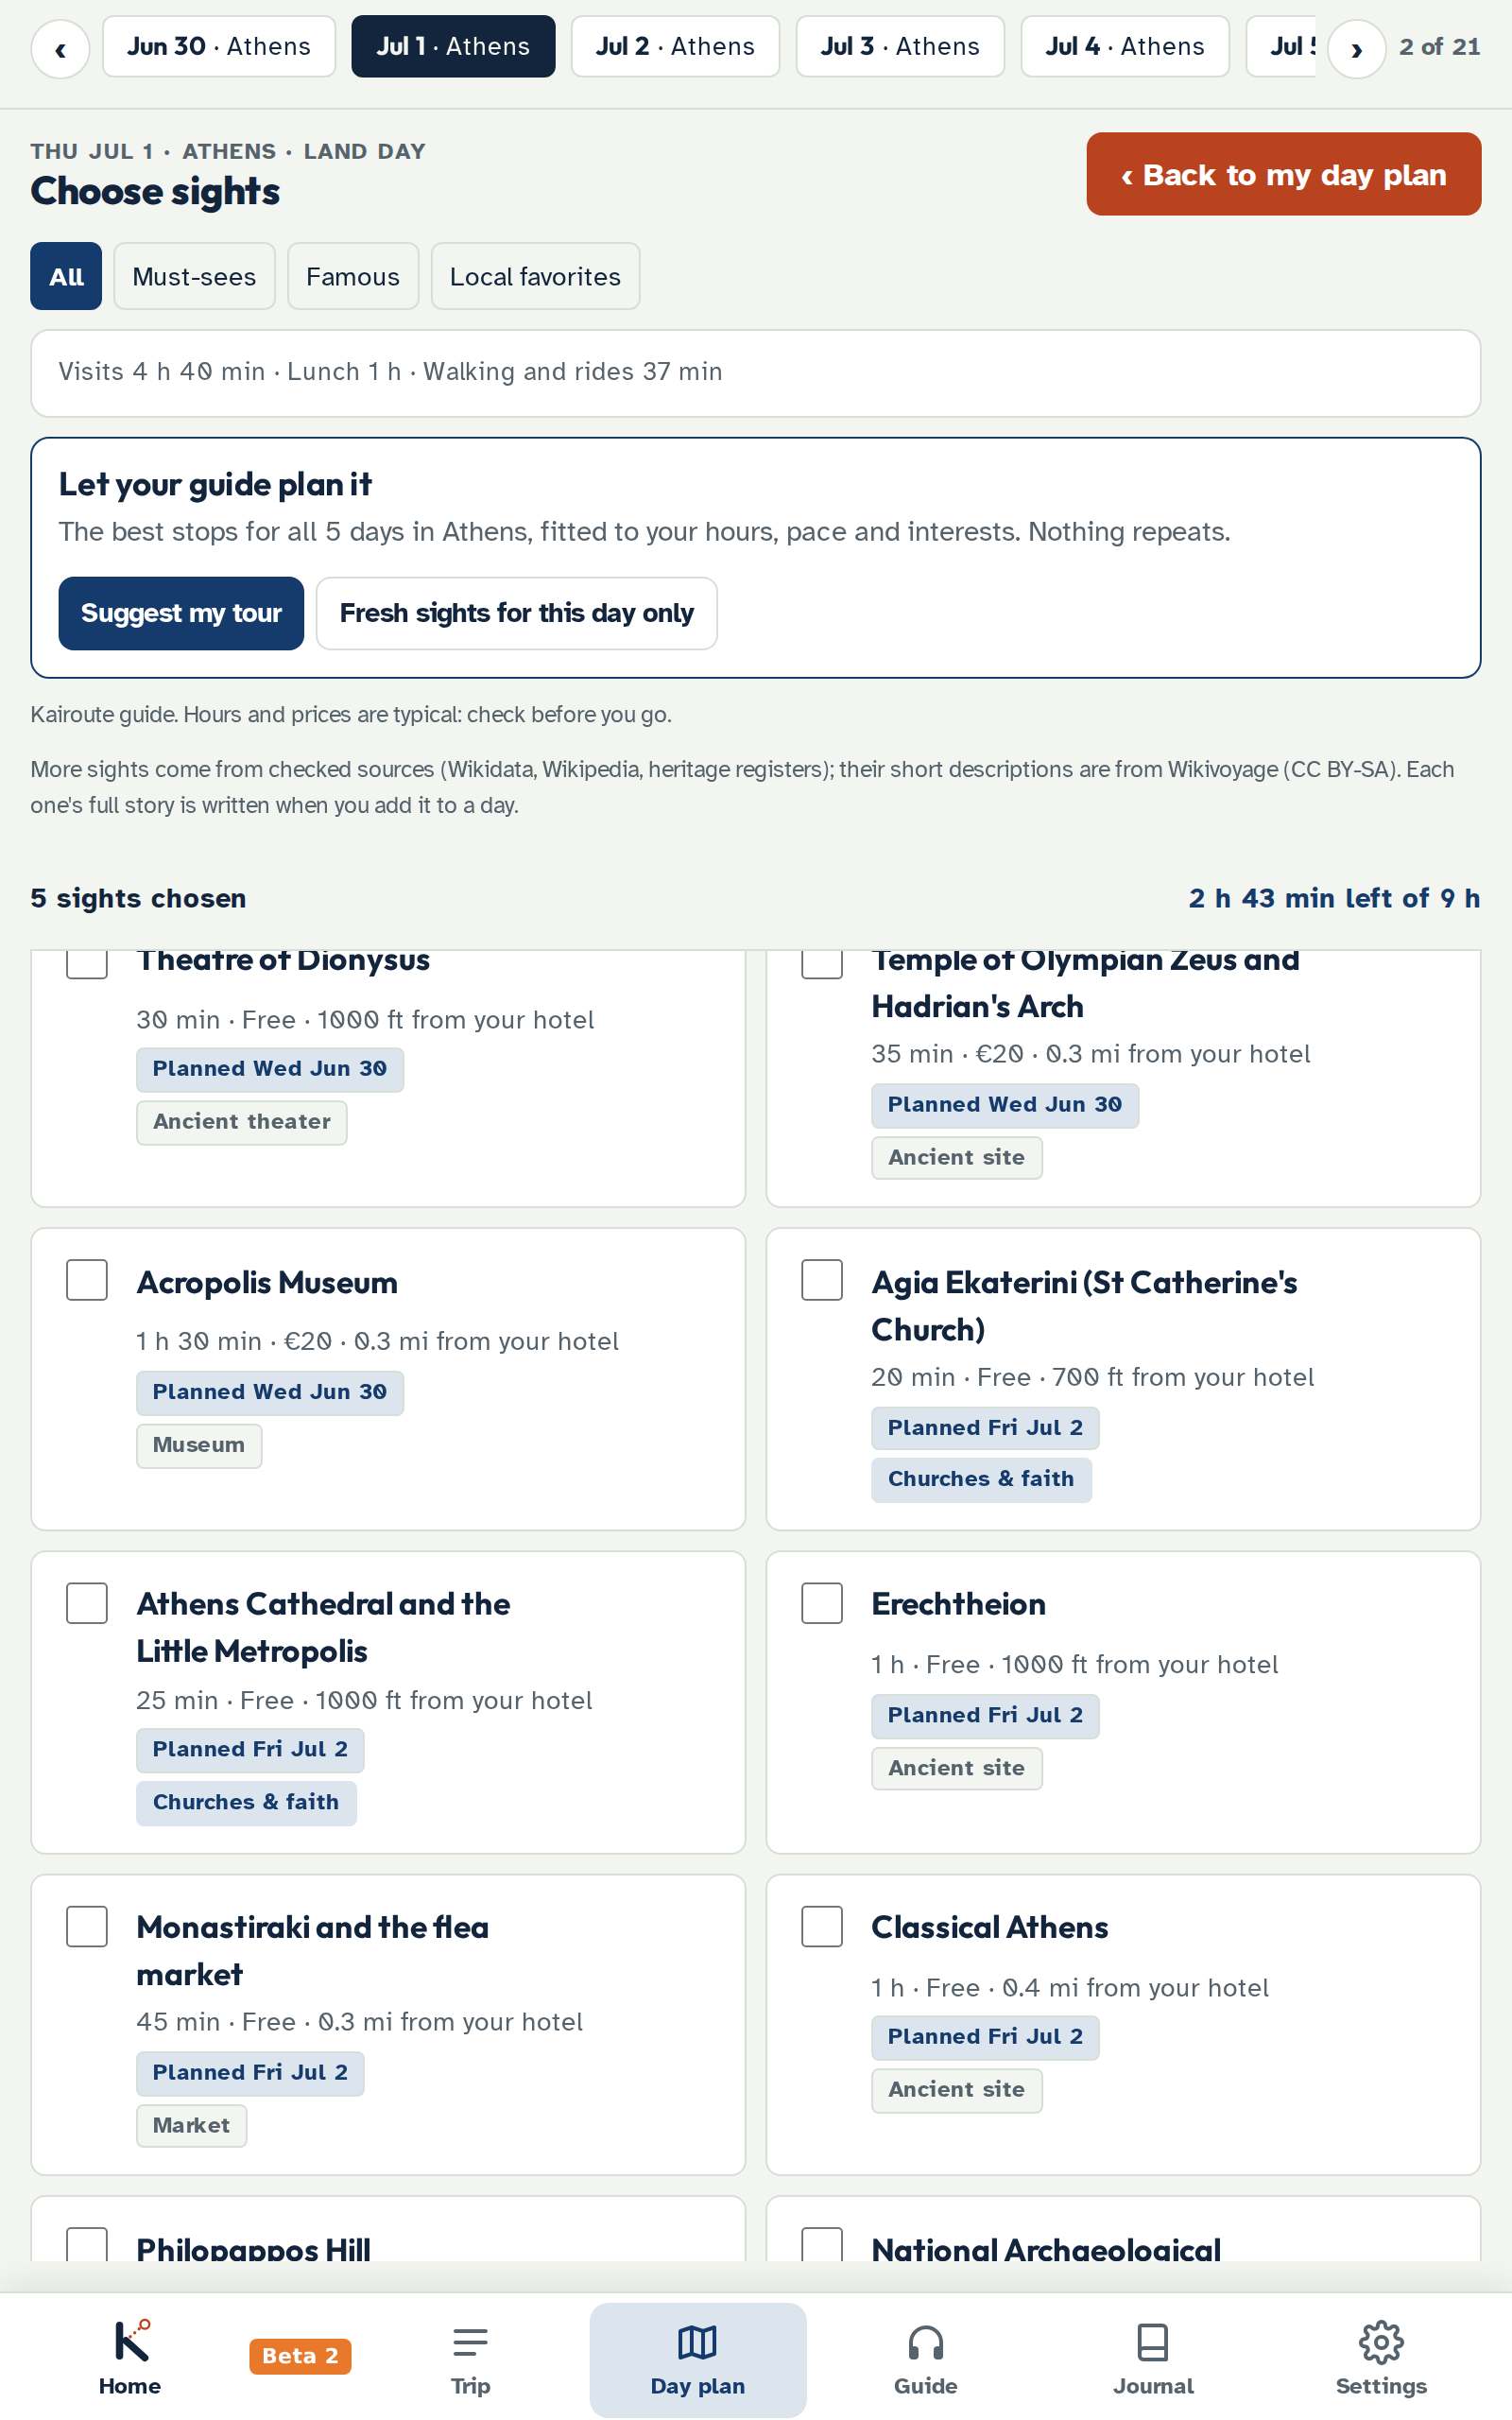 ‹ Jun 30 · Athens Jul 1 · Athens Jul 2 · Athens Jul 3 · Athens Jul 4 · Athens Jul › 2 of 21
THU JUL 1 · ATHENS · LAND DAY
Choose sights
‹ Back to my day plan
All Must-sees Famous Local favorites
Visits 4 h 40 min · Lunch 1 h · Walking and rides 37 min
Let your guide plan it
The best stops for all 5 days in Athens, fitted to your hours, pace and interests. Nothing repeats.
Suggest my tour Fresh sights for this day only
Kairoute guide. Hours and prices are typical: check before you go.
More sights come from checked sources (Wikidata, Wikipedia, heritage registers); their short descriptions are from Wikivoyage (CC BY-SA). Each
one's full story is written when you add it to a day.
5 sights chosen 2 h 43 min left of 9 h
Theatre of Dionysus
30 min · Free · 1000 ft from your hotel
Planned Wed Jun 30
Ancient theater
Temple of Olympian Zeus and
Hadrian's Arch
35 min · €20 · 0.3 mi from your hotel
Planned Wed Jun 30
Ancient site
Acropolis Museum
1 h 30 min · €20 · 0.3 mi from your hotel
Planned Wed Jun 30
Museum
Agia Ekaterini (St Catherine's
Church)
20 min · Free · 700 ft from your hotel
Planned Fri Jul 2
Churches & faith
Athens Cathedral and the
Little Metropolis
25 min · Free · 1000 ft from your hotel
Planned Fri Jul 2
Churches & faith
Erechtheion
1 h · Free · 1000 ft from your hotel
Planned Fri Jul 2
Ancient site
Monastiraki and the flea
market
45 min · Free · 0.3 mi from your hotel
Planned Fri Jul 2
Market
Classical Athens
1 h · Free · 0.4 mi from your hotel
Planned Fri Jul 2
Ancient site
Philopappos Hill
National Archaeological
Home Beta 2 Trip Day plan Guide Journal Settings